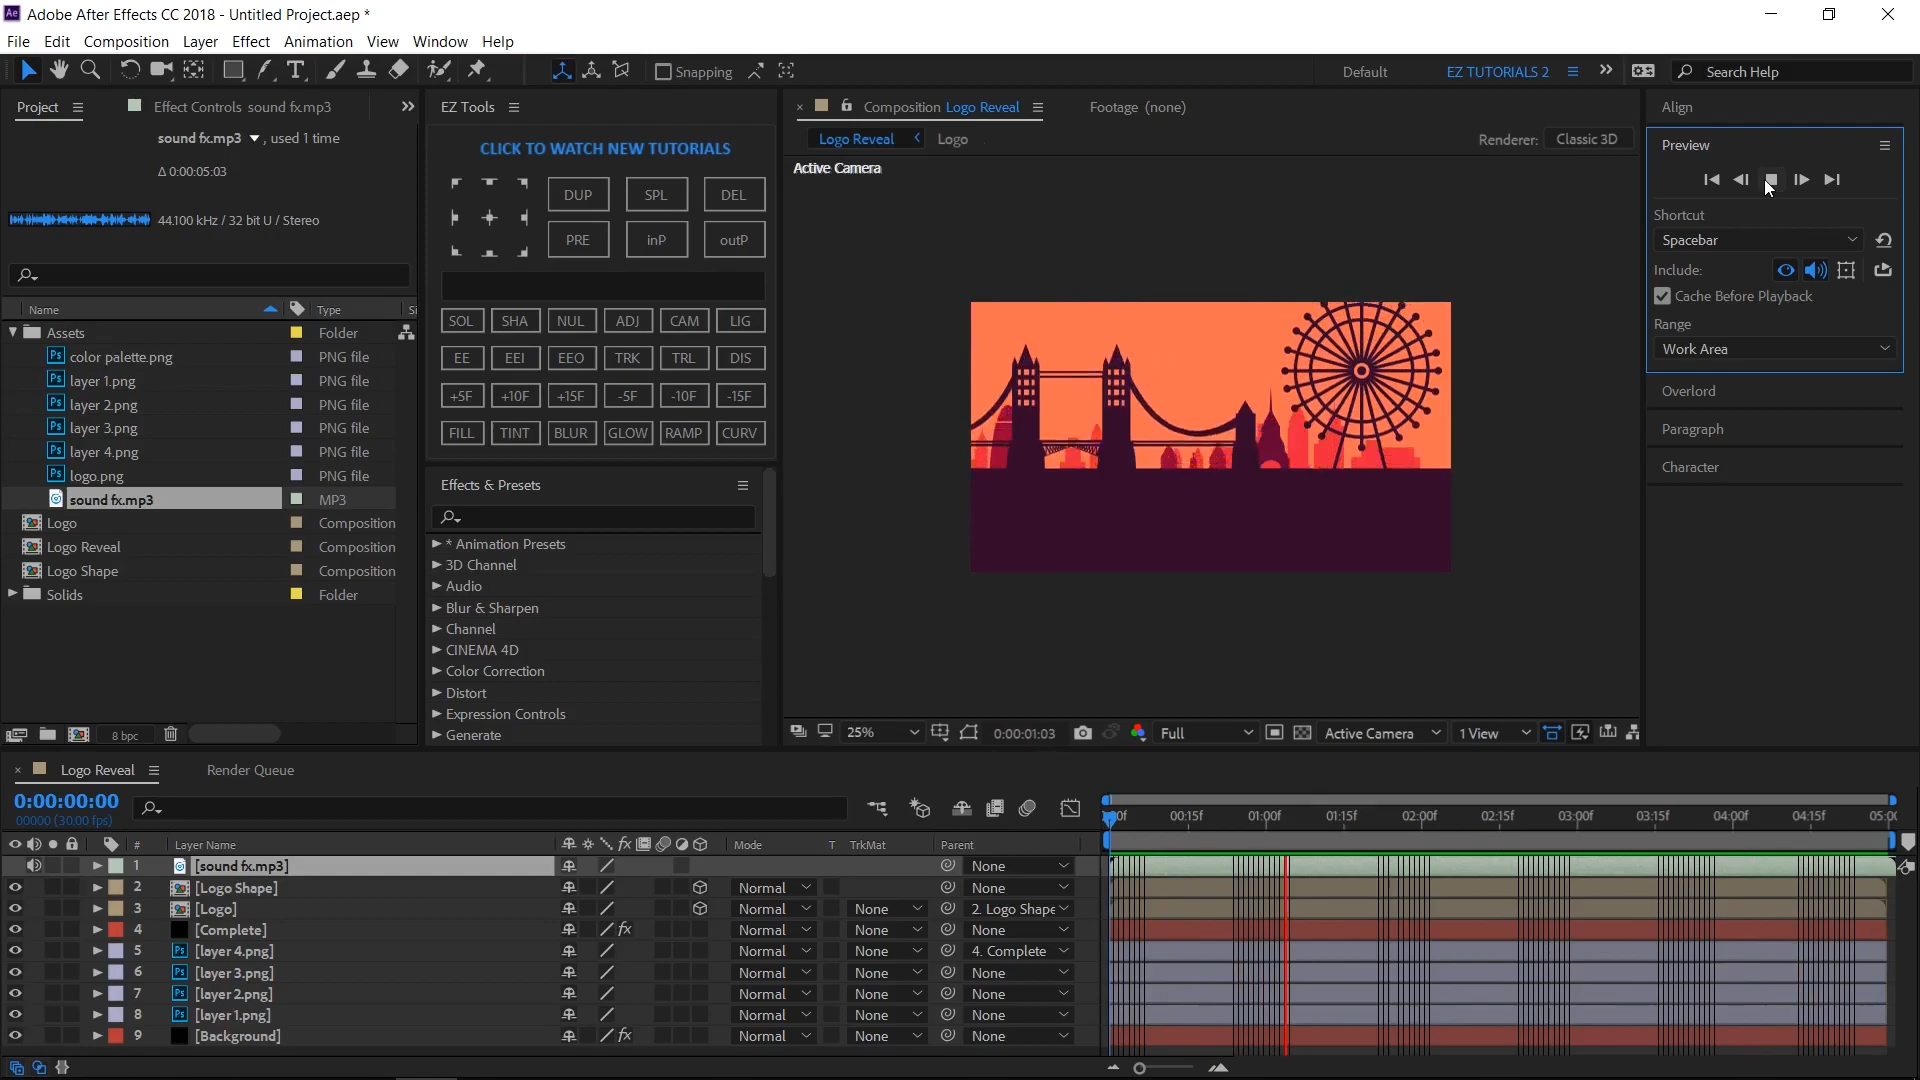 Adobe After Effects CC 2018 - Untitled Project.aep *
File Edit Composition Layer Effect Animation View Window Help
Snapping
Default EZ TUTORIALS 2 Search Help
Project Effect Controls sound fx.mp3
sound fx.mp3 , used 1 time
Δ 0:00:05:03
44.100 kHz / 32 bit U / Stereo
Name Type Si
Assets Folder
color palette.png PNG file
layer 1.png PNG file
layer 2.png PNG file
layer 3.png PNG file
layer 4.png PNG file
logo.png PNG file
sound fx.mp3 MP3
Logo Composition
Logo Reveal Composition
Logo Shape Composition
Solids Folder
8 bpc
EZ Tools
CLICK TO WATCH NEW TUTORIALS
DUP SPL DEL
PRE inP outP
SOL SHA NUL ADJ CAM LIG
EE EEI EEO TRK TRL DIS
+5F +10F +15F -5F -10F -15F
FILL TINT BLUR GLOW RAMP CURV
Effects & Presets
* Animation Presets
3D Channel
Audio
Blur & Sharpen
Channel
CINEMA 4D
Color Correction
Distort
Expression Controls
Generate
Composition Logo Reveal Footage (none)
Logo Reveal Logo
Renderer: Classic 3D
Active Camera
25% 0:00:01:03 Full Active Camera 1 View
Align
Preview
Shortcut
Spacebar
Include:
Cache Before Playback
Range
Work Area
Overlord
Paragraph
Character
Logo Reveal Render Queue
0:00:00:00
00000 (30.00 fps)
:00f 00:15f 01:00f 01:15f 02:00f 02:15f 03:00f 03:15f 04:00f 04:15f 05:00
# Layer Name Mode T TrkMat Parent
1 [sound fx.mp3] None
2 [Logo Shape] Normal None
3 [Logo] Normal None 2. Logo Shape
4 [Complete] Normal None None
5 [layer 4.png] Normal None 4. Complete
6 [layer 3.png] Normal None None
7 [layer 2.png] Normal None None
8 [layer 1.png] Normal None None
9 [Background] Normal None None